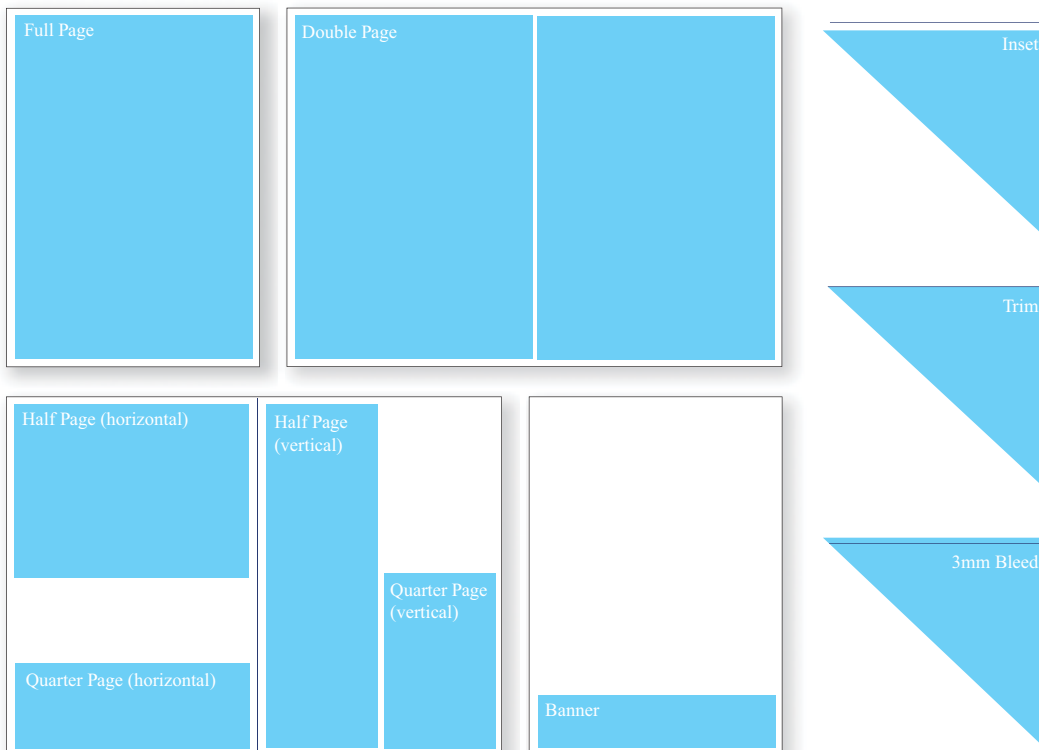 Full Page
Double Page
Inset
Trim
Half Page (horizontal)
Half Page
(vertical)
Quarter Page
(vertical)
3mm Bleed
Quarter Page (horizontal)
Banner